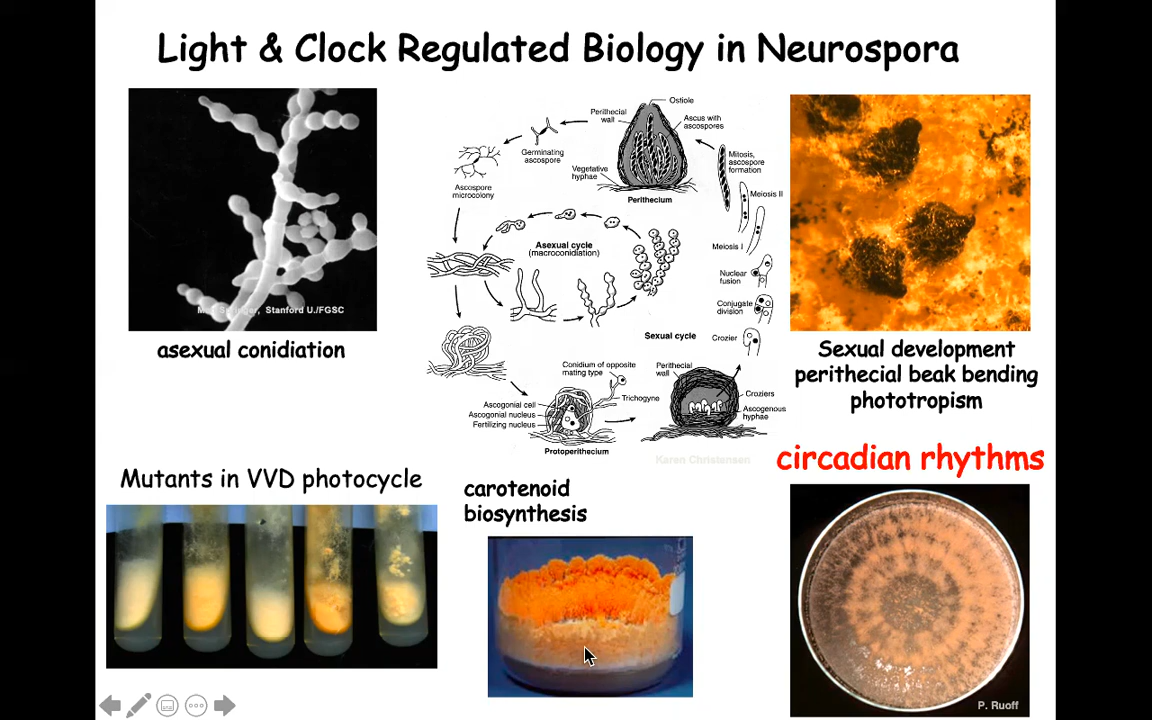 Light & Clock Regulated Biology in Neurospora
Stanford U./FGSC
asexual conidiation
Ostiole
Perithecial
wall
Ascus with
ascospores
Germinating
ascospore
Vegetative
hyphae
Perithecium
Mitosis,
ascospore
formation
Meiosis II
Ascospore
microcolony
Asexual cycle
(macroconidiation)
Meiosis I
Nuclear
fusion
Conjugate
division
Sexual cycle
Crozier
Conidium of opposite
mating type
Perithecial
wall
Trichogyne
Croziers
Ascogonial cell
Ascogonial nucleus
Fertilizing nucleus
Ascogenous
hyphae
Protoperithecium
Karen Christensen
Sexual development
perithecial beak bending
phototropism
Mutants in VVD photocycle
carotenoid
biosynthesis
circadian rhythms
P. Ruoff